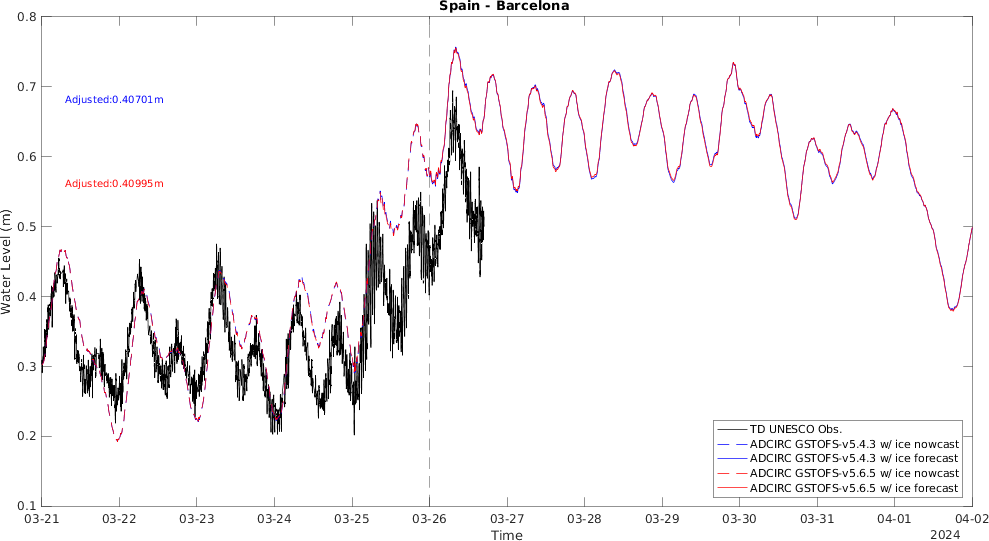 Spain - Barcelona
0.8
0.7
0.6
0.5
0.4
0.3
0.2
0.1
Water Level (m)
Adjusted:0.40701m
Adjusted:0.40995m
TD UNESCO Obs.
ADCIRC GSTOFS-v5.4.3 w/ ice nowcast
ADCIRC GSTOFS-v5.4.3 w/ ice forecast
ADCIRC GSTOFS-v5.6.5 w/ ice nowcast
ADCIRC GSTOFS-v5.6.5 w/ ice forecast
03-21 03-22 03-23 03-24 03-25 03-26 03-27 03-28 03-29 03-30 03-31 04-01 04-02
Time
2024